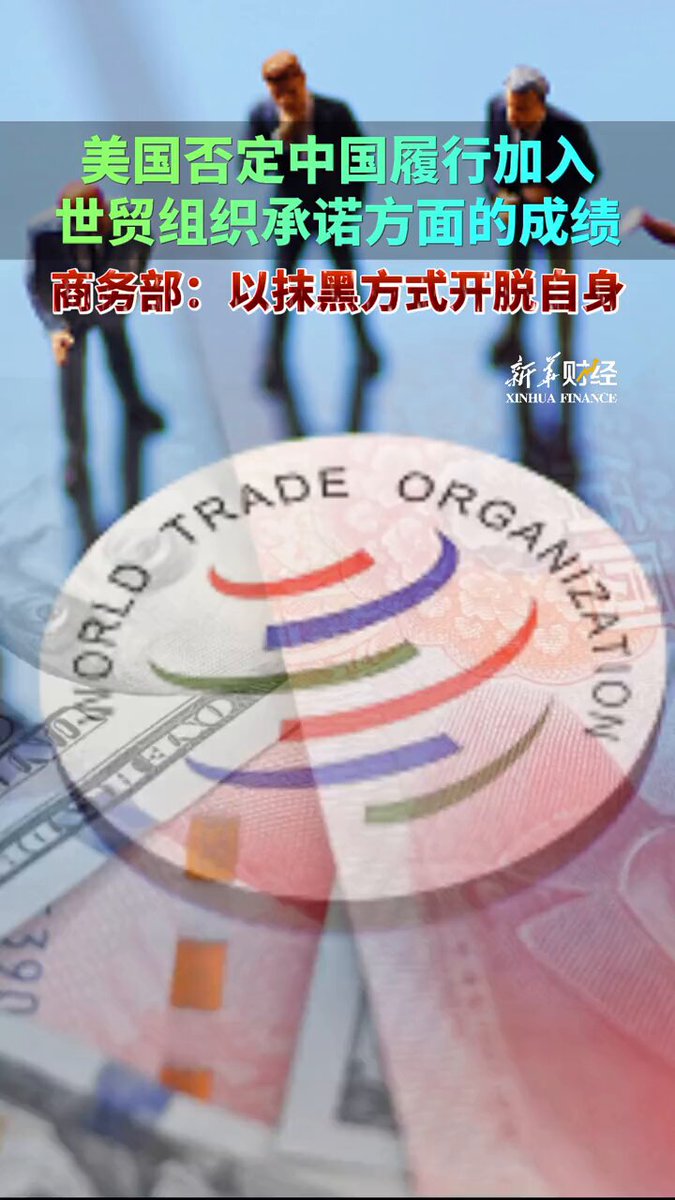 美国否定中国履行加入
世贸组织承诺方面的成绩
商务部：以抹黑方式开脱自身
新华财经
XINHUA FINANCE
WORLD TRADE ORGANIZATION